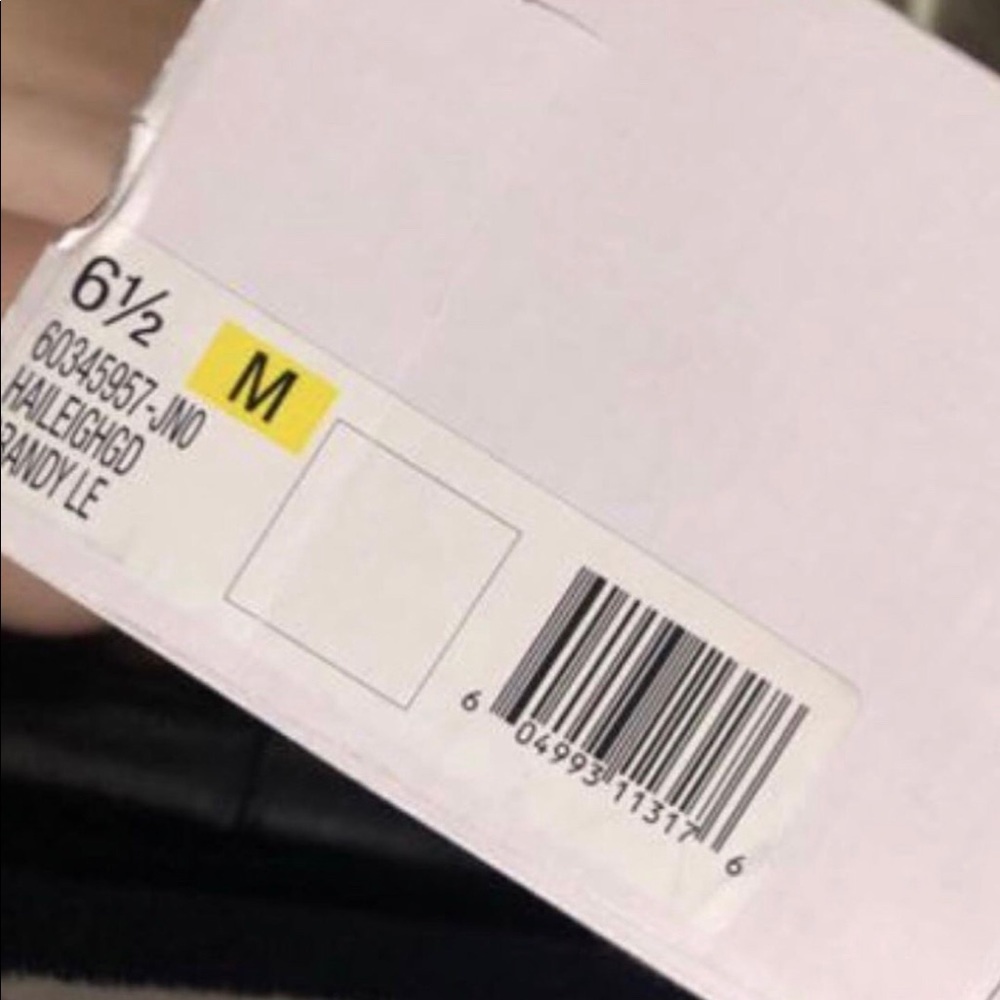 6½
M
60345957-JN0
HAILEIGHGD
RANDY LE
6 04993 11317 6